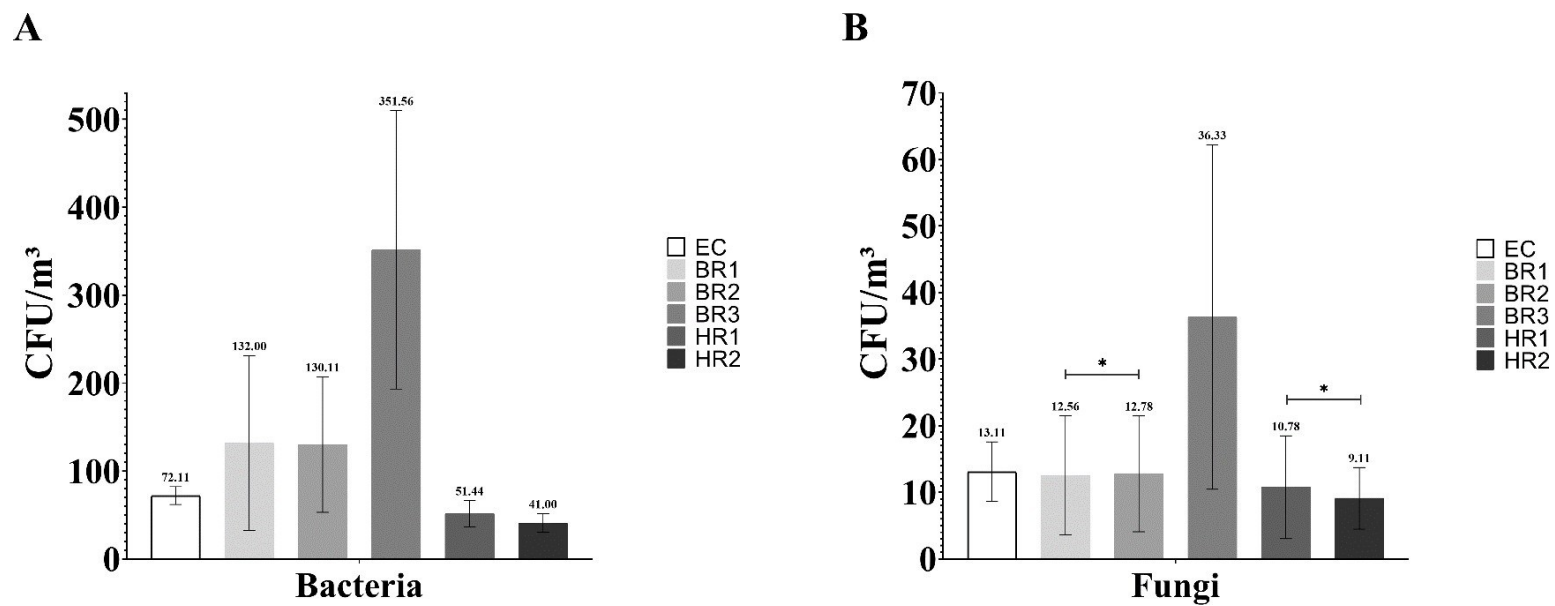 A
CFU/m³
500
400
300
200
100
0
72.11
132.00
130.11
351.56
51.44
41.00
Bacteria
EC
BR1
BR2
BR3
HR1
HR2
B
CFU/m³
70
60
50
40
30
20
10
0
13.11
12.56
*
12.78
36.33
10.78
*
9.11
Fungi
EC
BR1
BR2
BR3
HR1
HR2